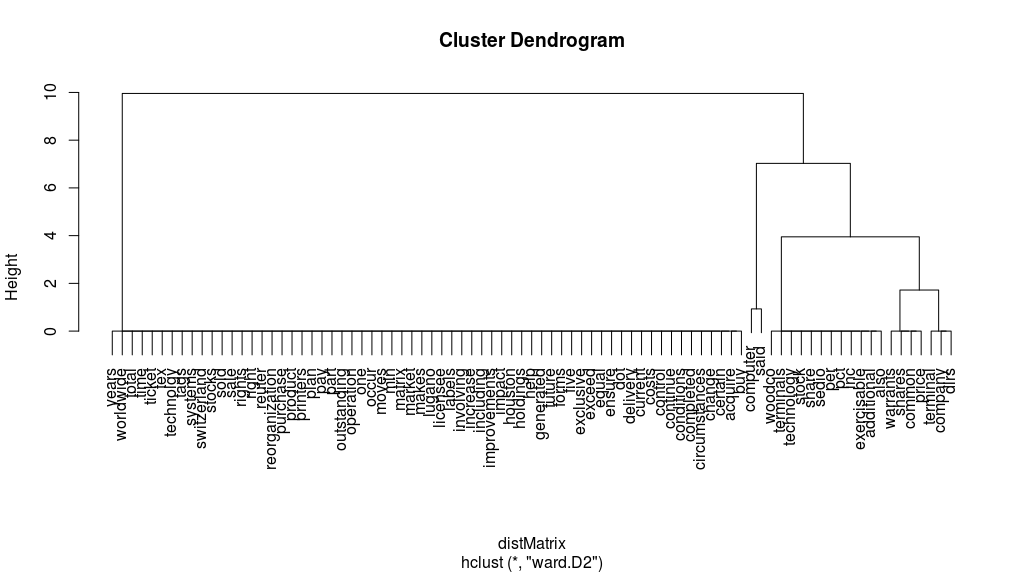 Cluster Dendrogram
Height
0
2
4
6
8
10
years
worldwide
total
time
ticket
tex
technology
tags
systems
switzerland
stocks
sold
sale
rights
right
reuter
reorganization
purchase
product
printers
plan
pay
part
outstanding
operation
one
occur
moves
mln
matrix
market
makes
lugano
licensee
labor
involving
increase
including
improvements
impact
houston
holdings
held
generated
future
forms
five
exclusive
exceed
equal
ensure
dot
delivery
current
costs
control
continue
conditions
completed
circumstances
change
certain
acquire
buy
computer
said
woodco
terminals
technology
stock
share
sedio
pet
pct
inc
exercisable
additional
also
warrants
shares
common
price
terminal
company
dlrs
distMatrix
hclust (*, "ward.D2")